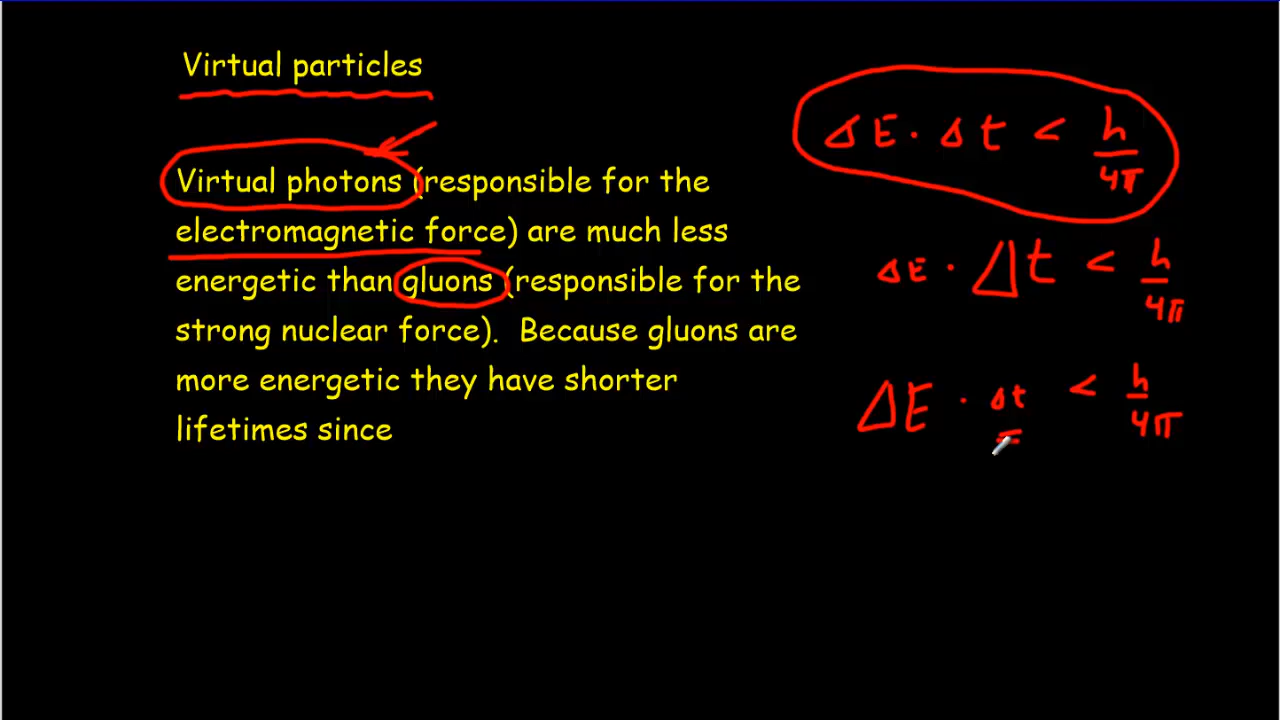 Virtual particles
Virtual photons (responsible for the
electromagnetic force) are much less
energetic than gluons (responsible for the
strong nuclear force). Because gluons are
more energetic they have shorter
lifetimes since
ΔE · Δt < h/4π
ΔE · Δt < h/4π
ΔE · Δt < h/4π